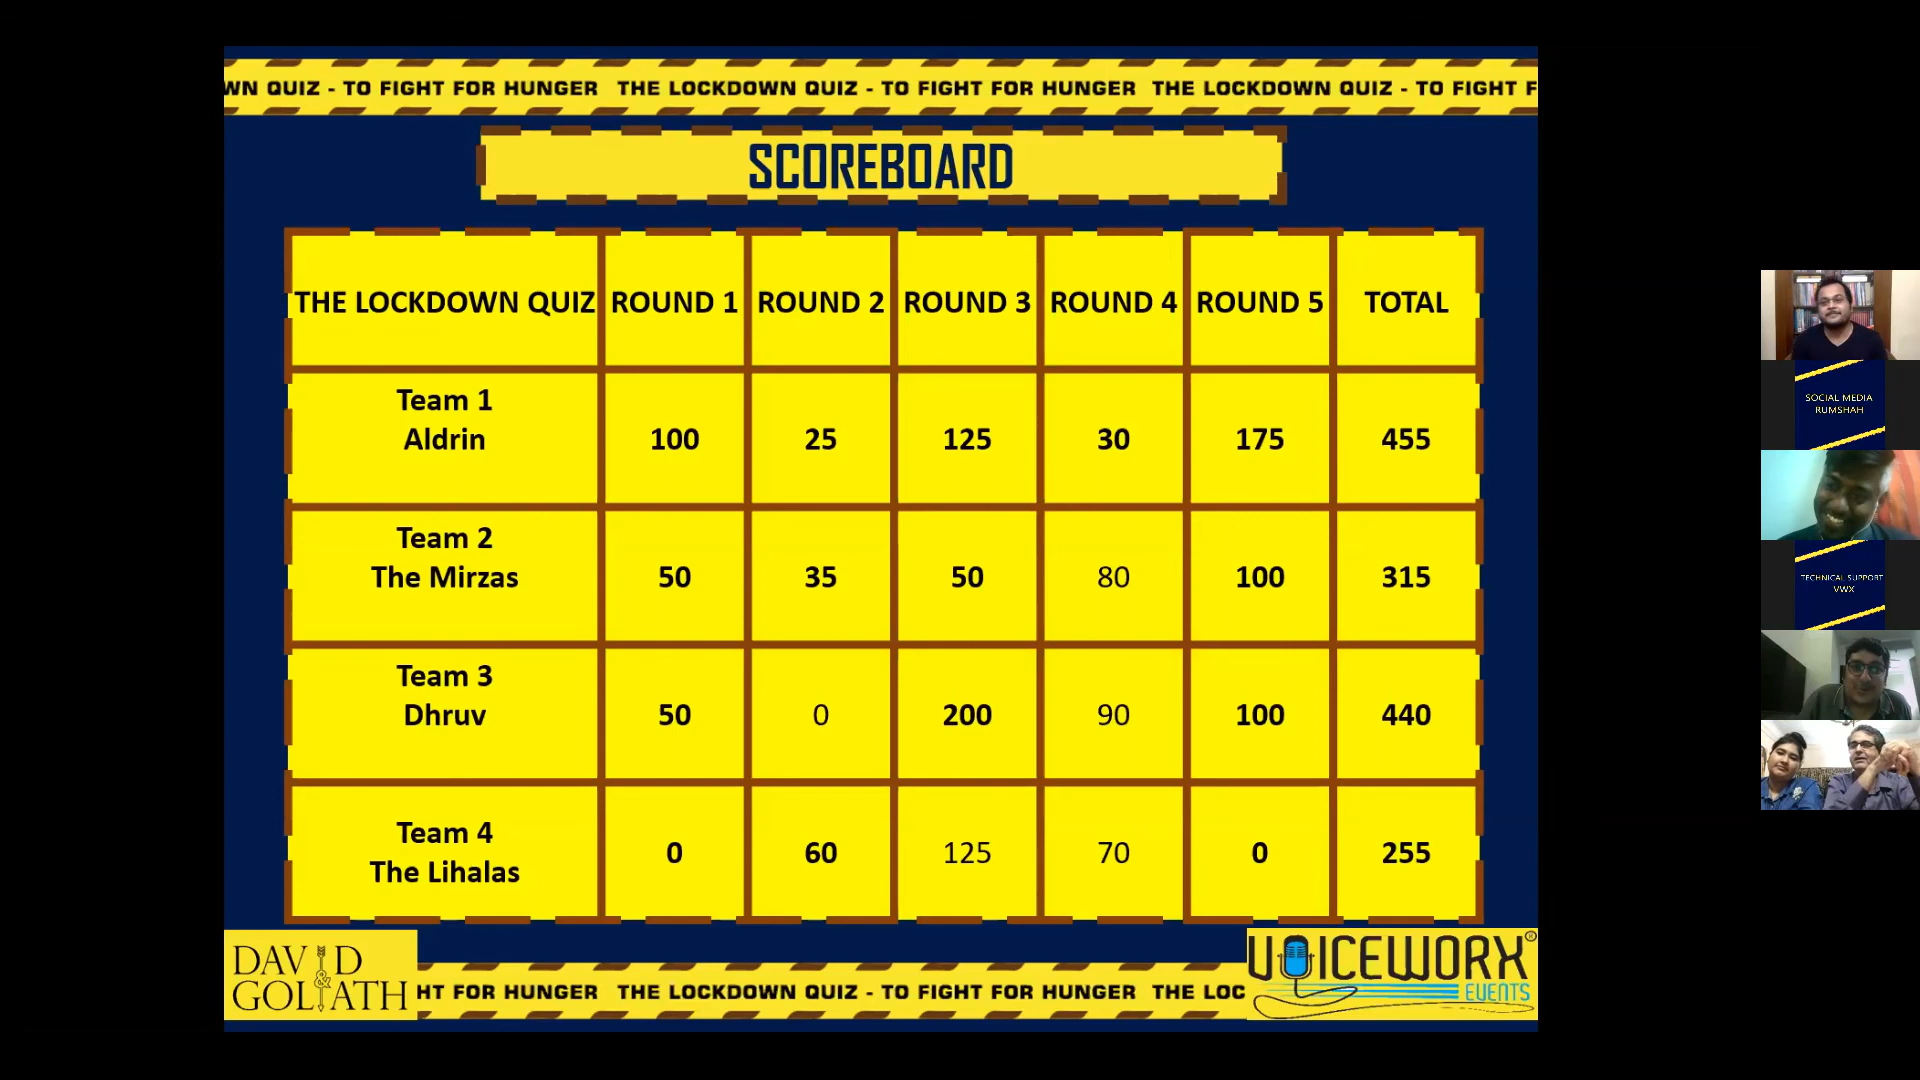 WN QUIZ - TO FIGHT FOR HUNGER THE LOCKDOWN QUIZ - TO FIGHT FOR HUNGER THE LOCKDOWN QUIZ - TO FIGHT F
SCOREBOARD
THE LOCKDOWN QUIZ ROUND 1 ROUND 2 ROUND 3 ROUND 4 ROUND 5 TOTAL
Team 1
Aldrin 100 25 125 30 175 455
Team 2
The Mirzas 50 35 50 80 100 315
Team 3
Dhruv 50 0 200 90 100 440
Team 4
The Lihalas 0 60 125 70 0 255
DAVID
&
GOLIATH
HT FOR HUNGER THE LOCKDOWN QUIZ - TO FIGHT FOR HUNGER THE LOC
VOICEWORX®
EVENTS
SOCIAL MEDIA
RUMSHAH
TECHNICAL SUPPORT
VWX